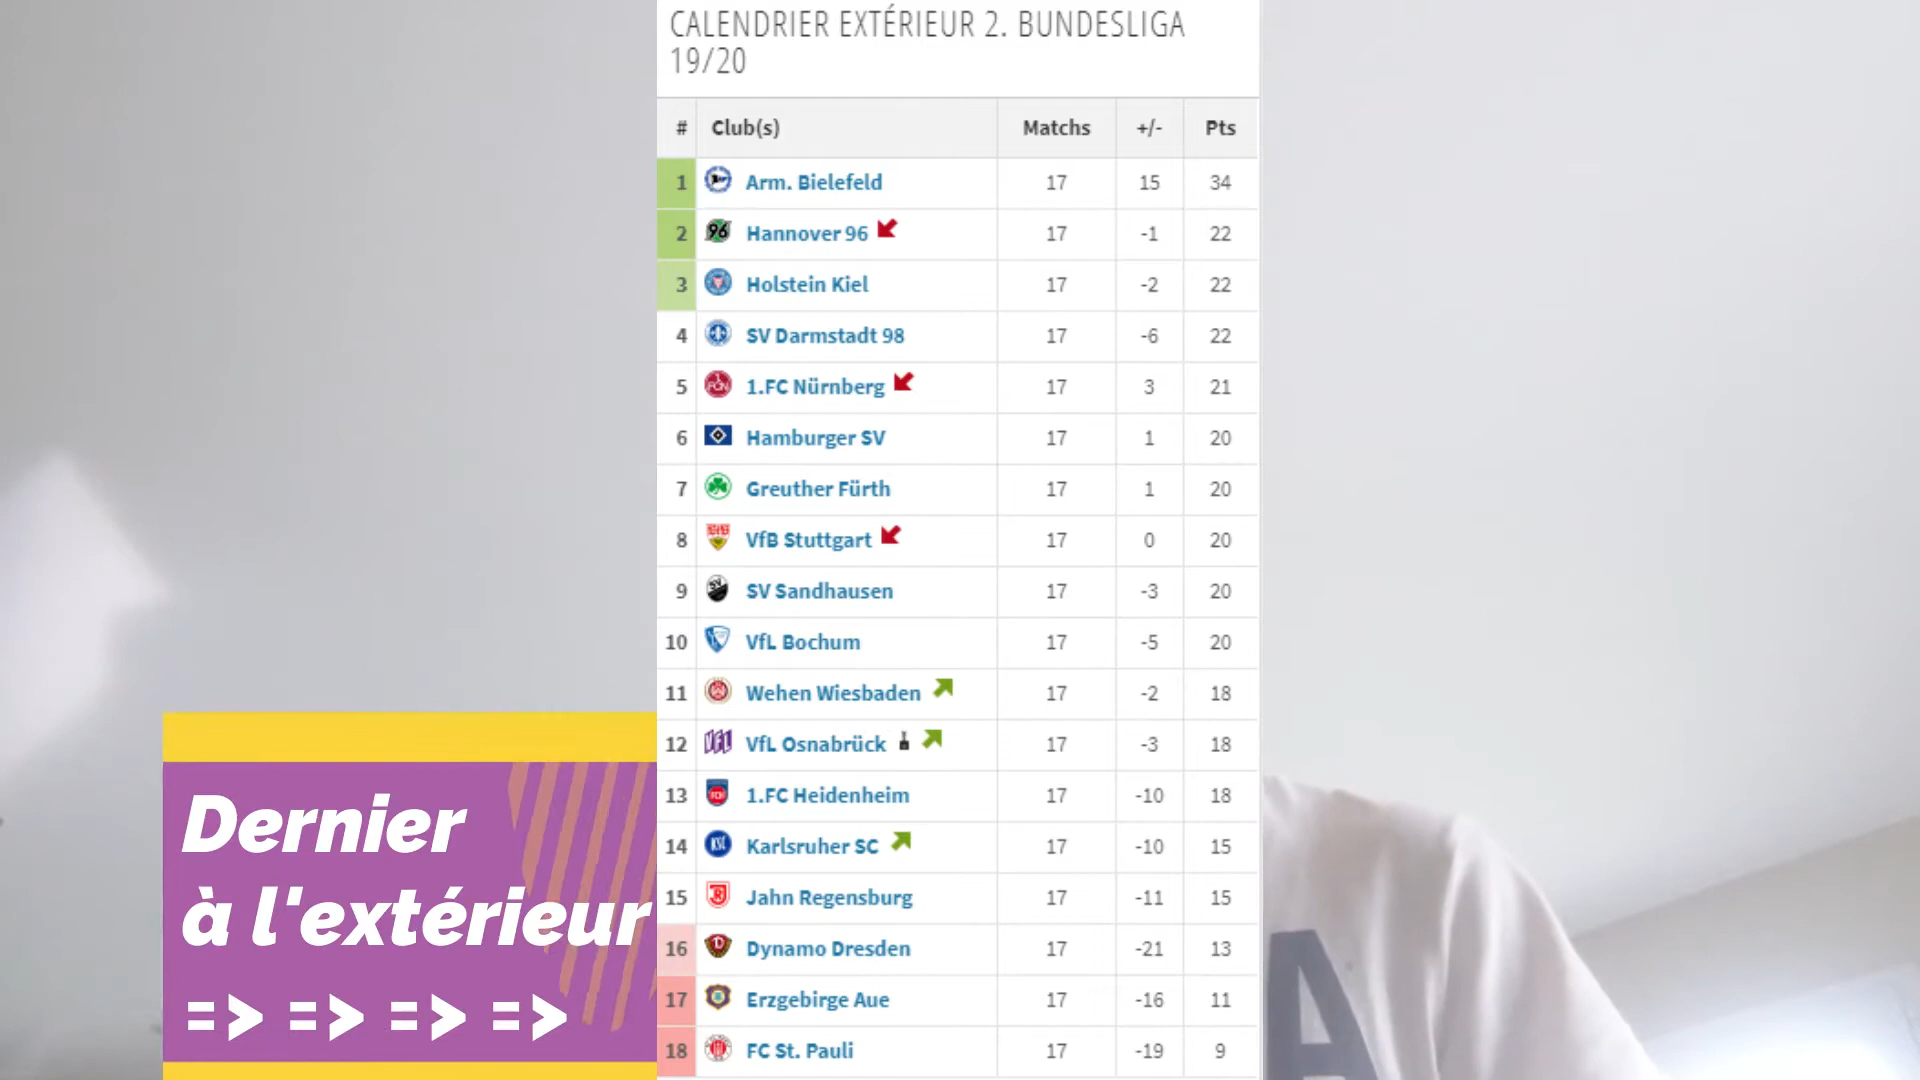 CALENDRIER EXTÉRIEUR 2. BUNDESLIGA
19/20
# Club(s) Matchs +/- Pts
1 Arm. Bielefeld 17 15 34
2 Hannover 96 17 -1 22
3 Holstein Kiel 17 -2 22
4 SV Darmstadt 98 17 -6 22
5 1.FC Nürnberg 17 3 21
6 Hamburger SV 17 1 20
7 Greuther Fürth 17 1 20
8 VfB Stuttgart 17 0 20
9 SV Sandhausen 17 -3 20
10 VfL Bochum 17 -5 20
11 Wehen Wiesbaden 17 -2 18
12 VfL Osnabrück 17 -3 18
13 1.FC Heidenheim 17 -10 18
14 Karlsruher SC 17 -10 15
15 Jahn Regensburg 17 -11 15
16 Dynamo Dresden 17 -21 13
17 Erzgebirge Aue 17 -16 11
18 FC St. Pauli 17 -19 9
Dernier
à l'extérieur
=> => => =>
A